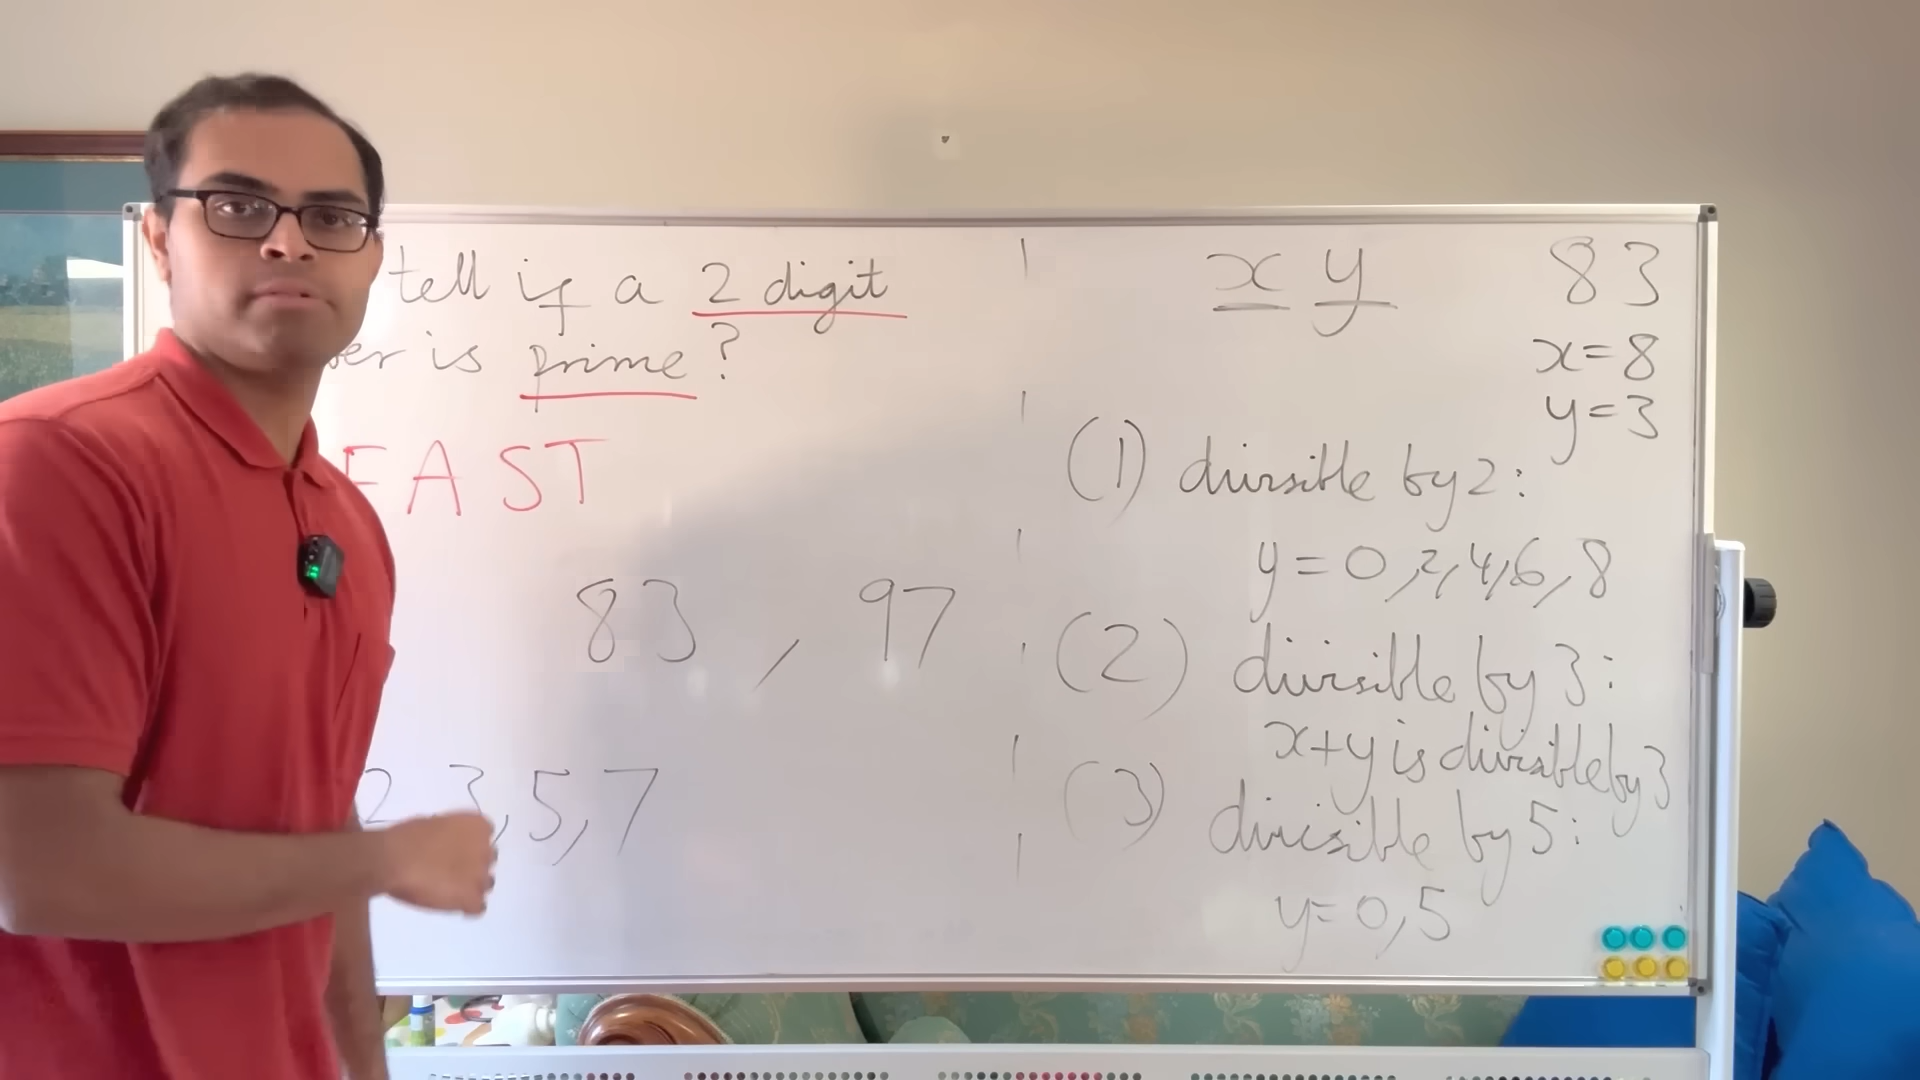 tell if a 2 digit
er is prime?
FAST
83, 97
2, 3, 5, 7
x y
83
x=8
y=3
(1) divisible by 2:
y=0,2,4,6,8
(2) divisible by 3:
x+y is divisible by 3
(3) divisible by 5:
y=0,5